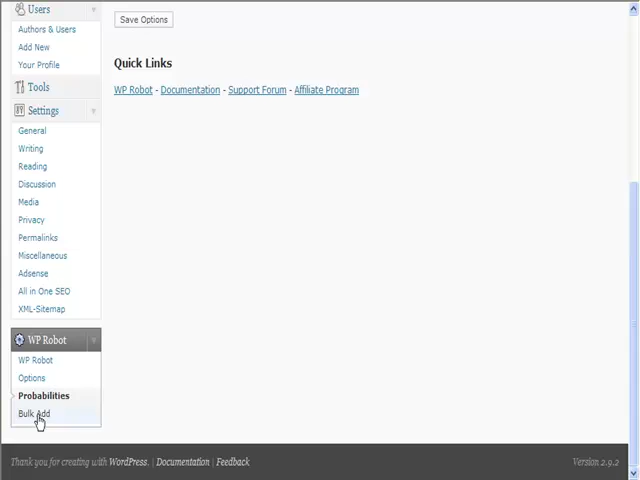 Users
Authors & Users
Add New
Your Profile
Tools
Settings
General
Writing
Reading
Discussion
Media
Privacy
Permalinks
Miscellaneous
Adsense
All in One SEO
XML-Sitemap
WP Robot
WP Robot
Options
Probabilities
Bulk Add
Save Options
Quick Links
WP Robot - Documentation - Support Forum - Affiliate Program
Thank you for creating with WordPress. | Documentation | Feedback
Version 2.9.2